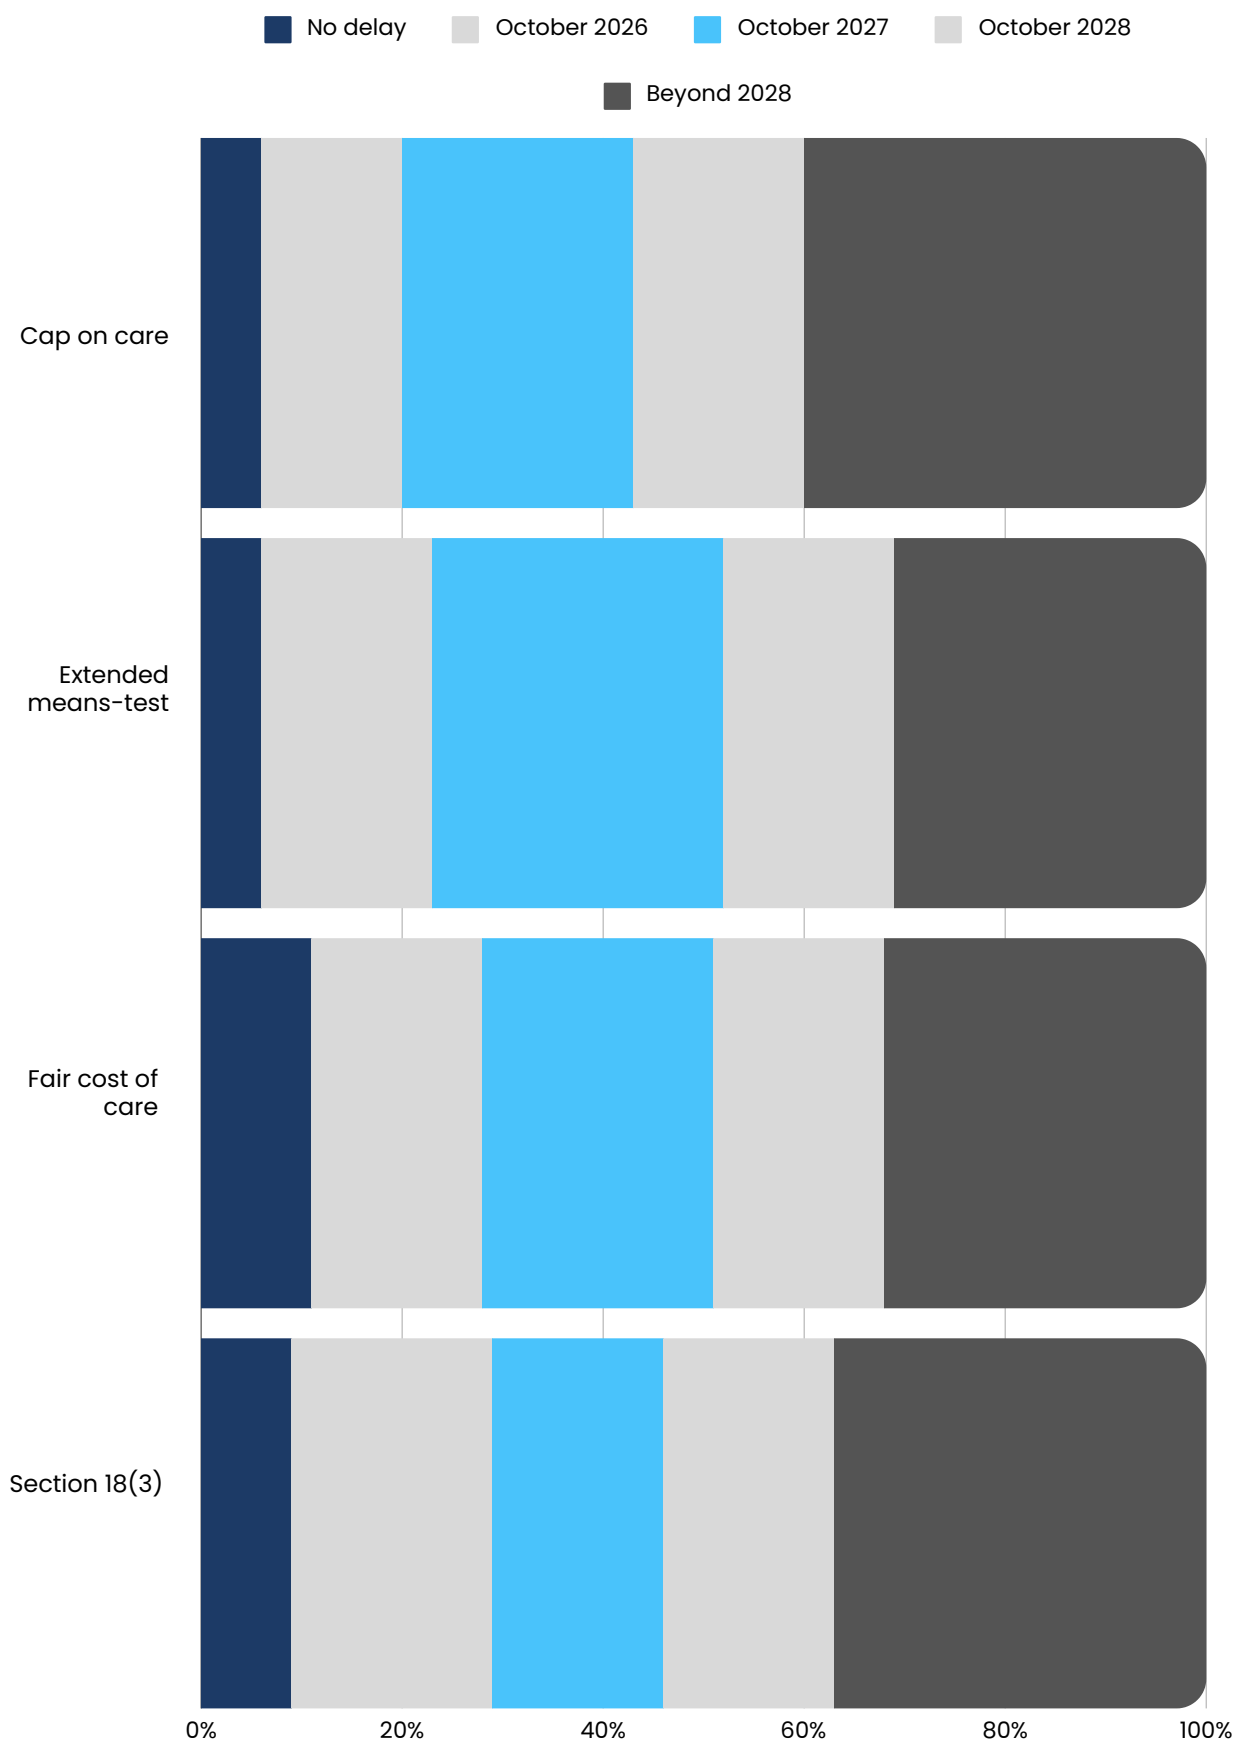 No delay October 2026 October 2027 October 2028
Beyond 2028
Cap on care
Extended
means-test
Fair cost of
care
Section 18(3)
0% 20% 40% 60% 80% 100%